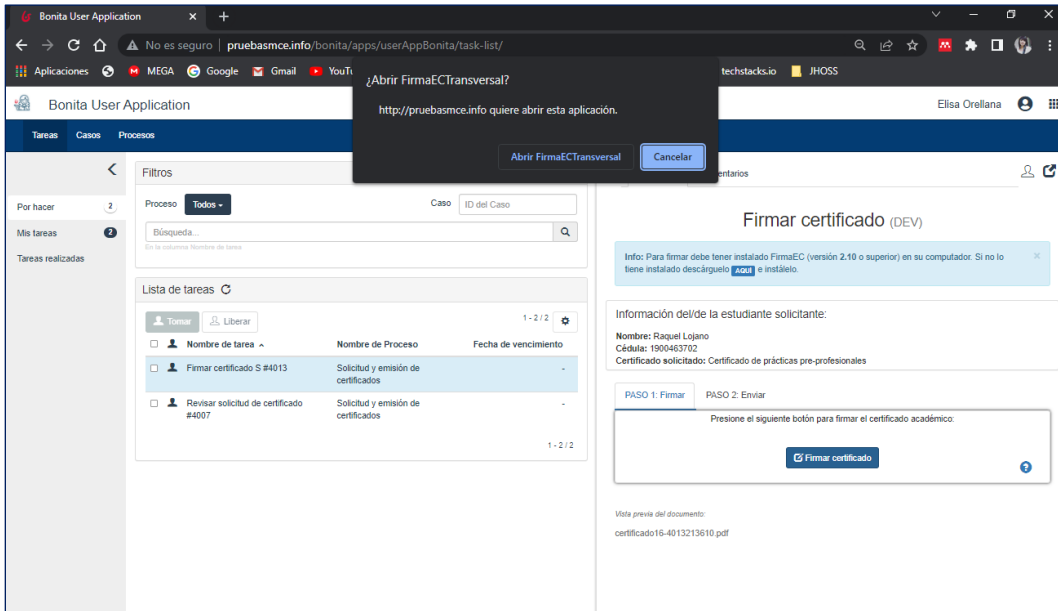 Bonita User Application
No es seguro | pruebasmce.info/bonita/apps/userAppBonita/task-list/
Aplicaciones MEGA Google Gmail techstacks.io JHOSS
¿Abrir FirmaECTransversal?
http://pruebasmce.info quiere abrir esta aplicación.
Abrir FirmaECTransversal Cancelar
Bonita User Application Elisa Orellana
Tareas Casos Procesos
Por hacer 2
Mis tareas 2
Tareas realizadas
Filtros
Proceso Todos Caso ID del Caso
Búsqueda...
En la columna Nombre de tarea
Lista de tareas
Tomar Liberar 1 - 2 / 2
Nombre de tarea Nombre de Proceso Fecha de vencimiento
Firmar certificado S #4013 Solicitud y emisión de -
certificados
Revisar solicitud de certificado Solicitud y emisión de -
#4007 certificados
1 - 2 / 2
Firmar certificado (DEV)
Info: Para firmar debe tener instalado FirmaEC (versión 2.10 o superior) en su computador. Si no lo ×
tiene instalado descárguelo AQUÍ e instálelo.
Información del/de la estudiante solicitante:
Nombre: Raquel Lojano
Cédula: 1900463702
Certificado solicitado: Certificado de prácticas pre-profesionales
PASO 1: Firmar PASO 2: Enviar
Presione el siguiente botón para firmar el certificado académico:
Firmar certificado
?
Vista previa del documento:
certificado16-4013213610.pdf